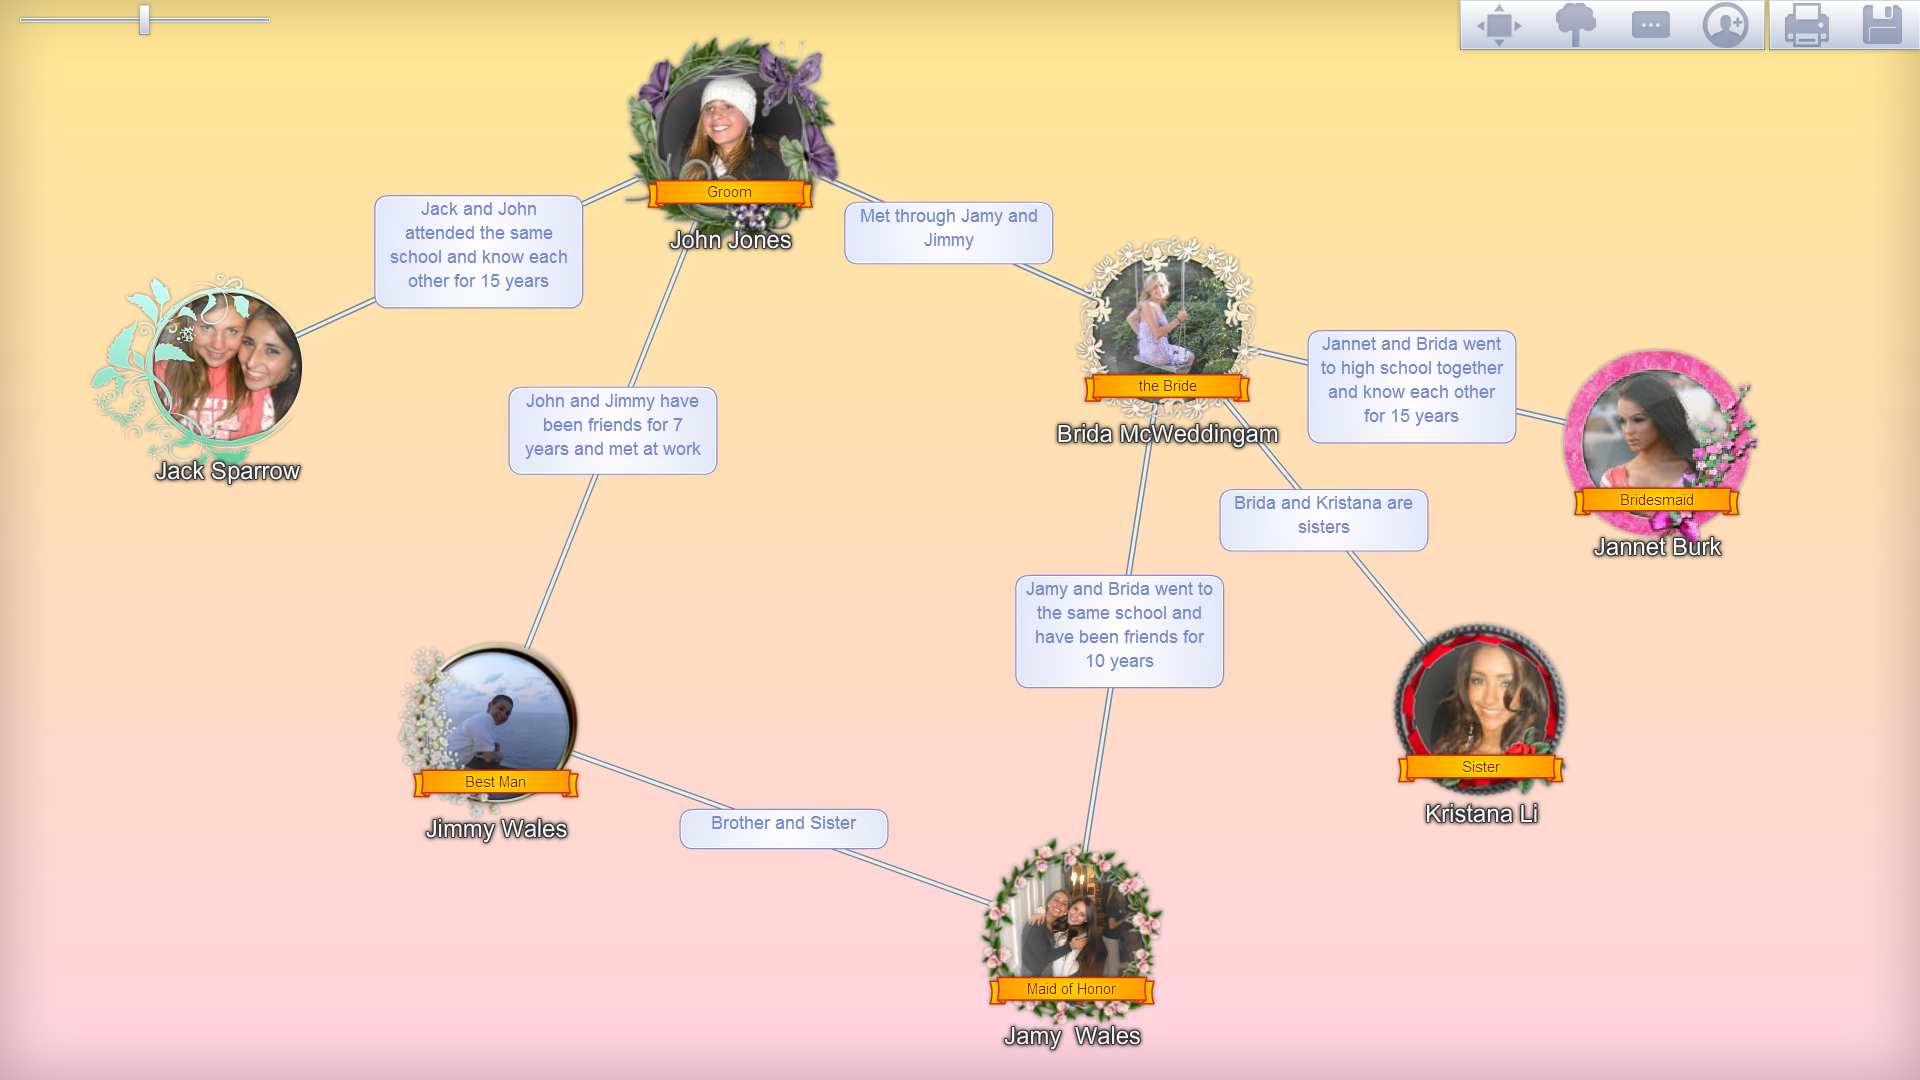 Groom
John Jones
Jack and John
attended the same
school and know each
other for 15 years
Met through Jamy and
Jimmy
Jack Sparrow
the Bride
Brida McWeddingam
Jannet and Brida went
to high school together
and know each other
for 15 years
Bridesmaid
Jannet Burk
John and Jimmy have
been friends for 7
years and met at work
Brida and Kristana are
sisters
Jamy and Brida went to
the same school and
have been friends for
10 years
Sister
Kristana Li
Best Man
Jimmy Wales
Brother and Sister
Maid of Honor
Jamy  Wales